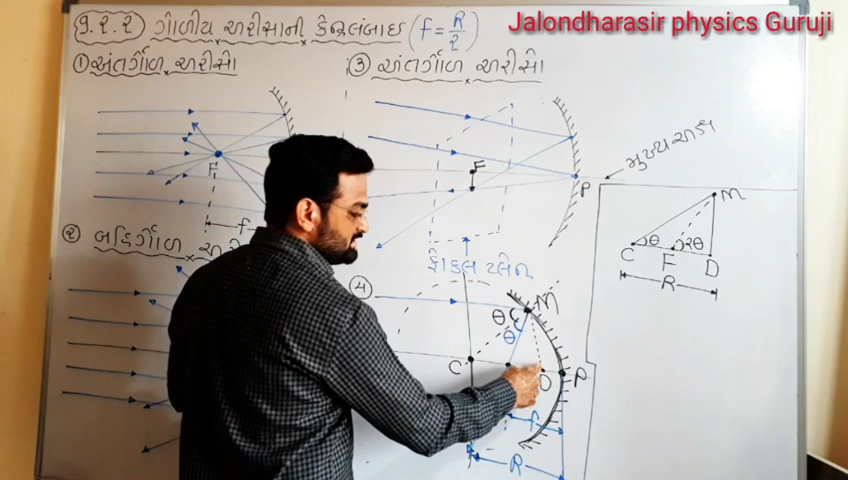 Jalondharasir physics Guruji
૧.૨.૨ ગોળીય અરીસાની કેન્દ્રલંબાઇ (f = R/2)
① અંતર્ગોળ અરીસો
③ અંતર્ગોળ અરીસો
F
F
P
f
ફોકલ પ્લેન
મુખ્ય અક્ષ
M
θ
2θ
C
F
D
R
② બહિર્ગોળ
④
M
θ
θ
C
D
P
f
R